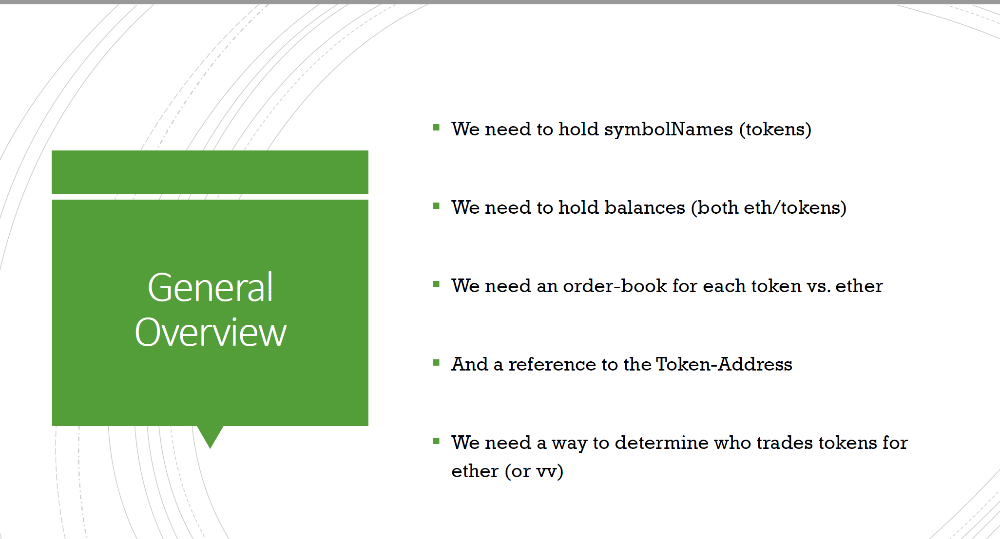 General
Overview
We need to hold symbolNames (tokens)
We need to hold balances (both eth/tokens)
We need an order-book for each token vs. ether
And a reference to the Token-Address
We need a way to determine who trades tokens for
ether (or vv)